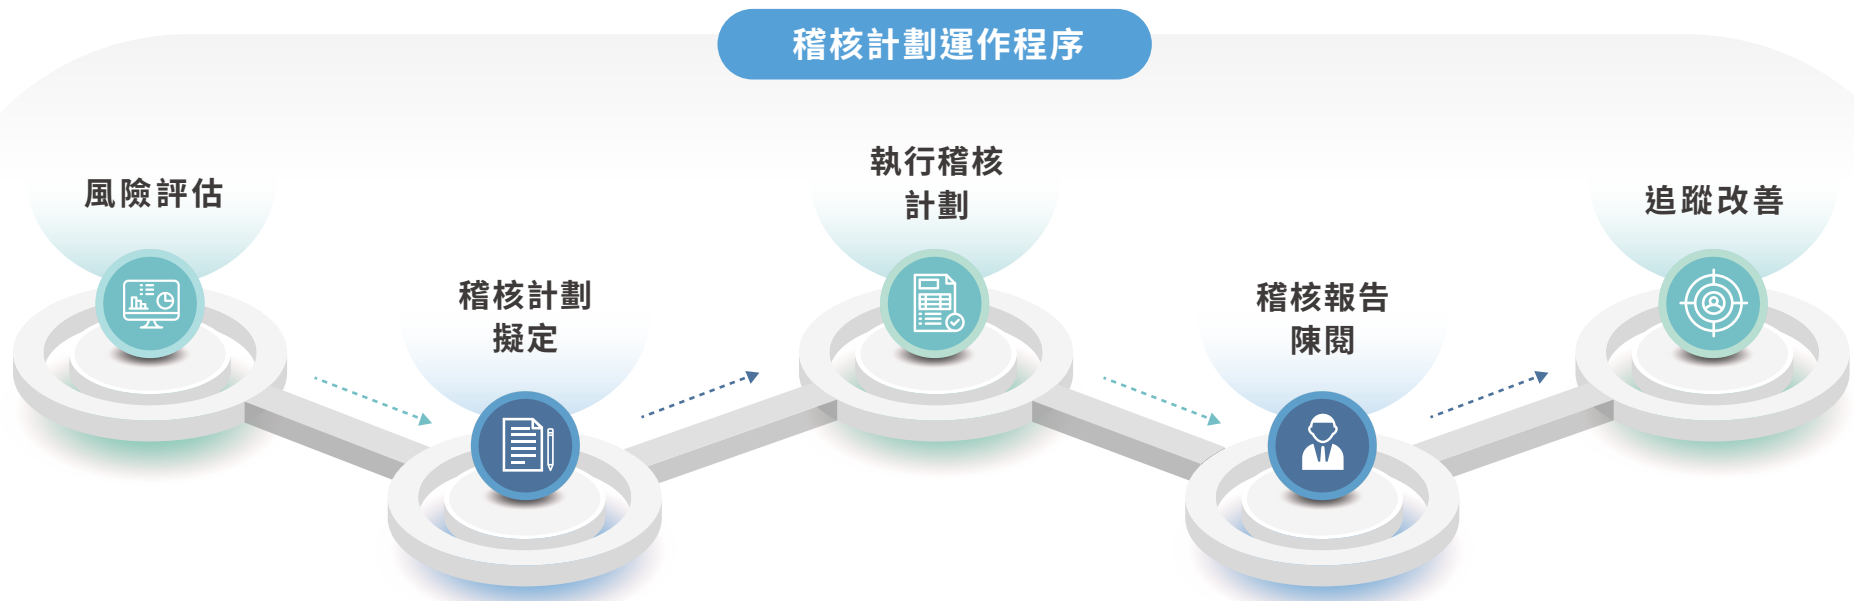 稽核計劃運作程序
風險評估
稽核計劃
擬定
執行稽核
計劃
稽核報告
陳閱
追蹤改善